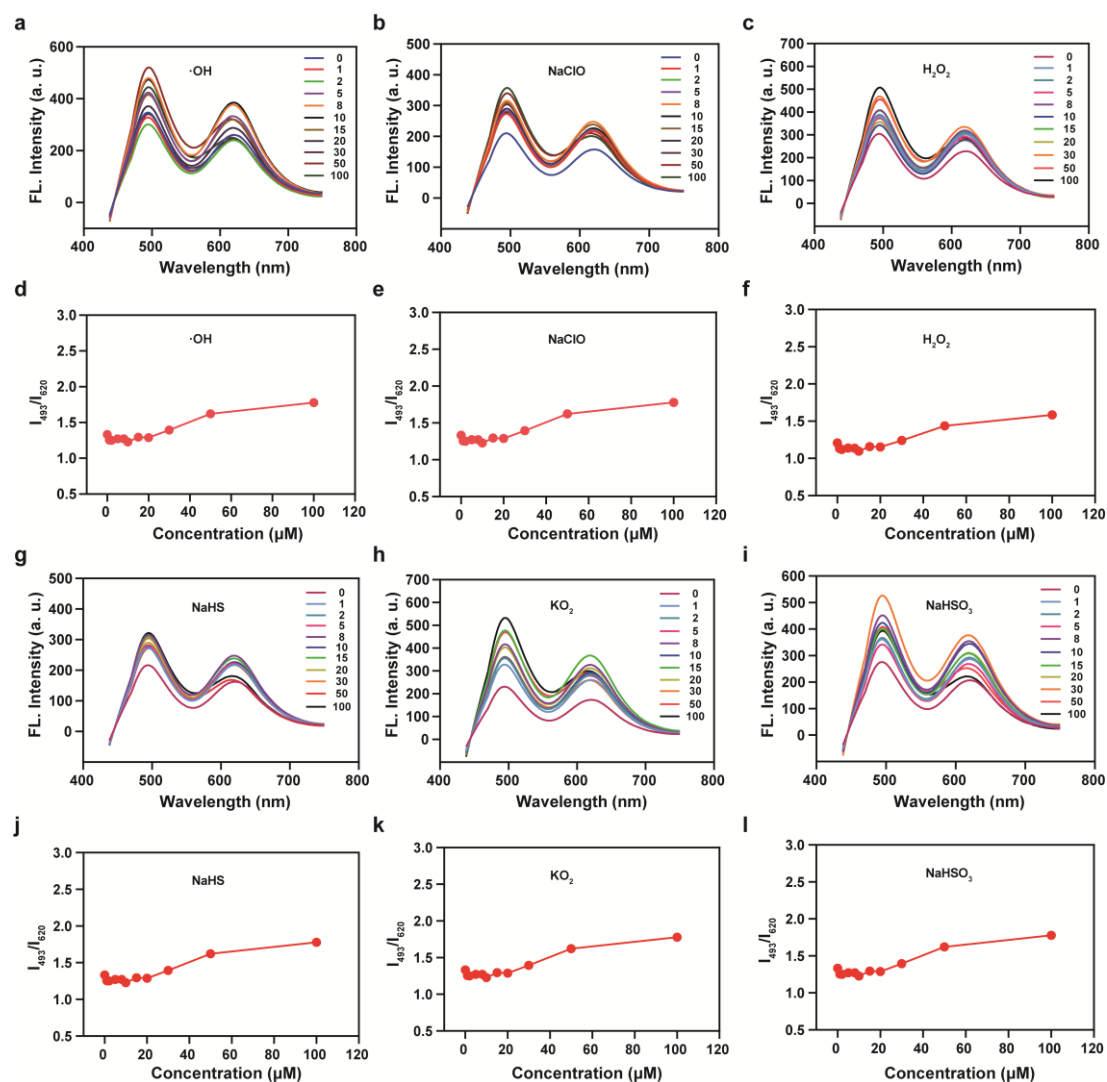 a
·OH
FL. Intensity (a. u.)
600
400
200
0
400 500 600 700 800
Wavelength (nm)
0
1
2
5
8
10
15
20
30
50
100
b
NaClO
FL. Intensity (a. u.)
500
400
300
200
100
0
400 500 600 700 800
Wavelength (nm)
0
1
2
5
8
10
15
20
30
50
100
c
H₂O₂
FL. Intensity (a. u.)
700
600
500
400
300
200
100
0
400 500 600 700 800
Wavelength (nm)
0
1
2
5
8
10
15
20
30
50
100
d
·OH
I₄₉₃/I₆₂₀
3.0
2.5
2.0
1.5
1.0
0.5
0 20 40 60 80 100 120
Concentration (µM)
e
NaClO
I₄₉₃/I₆₂₀
3.0
2.5
2.0
1.5
1.0
0.5
0 20 40 60 80 100 120
Concentration (µM)
f
H₂O₂
I₄₉₃/I₆₂₀
3.0
2.5
2.0
1.5
1.0
0.5
0 20 40 60 80 100 120
Concentration (µM)
g
NaHS
FL. Intensity (a. u.)
500
400
300
200
100
0
400 500 600 700 800
Wavelength (nm)
0
1
2
5
8
10
15
20
30
50
100
h
KO₂
FL. Intensity (a. u.)
700
600
500
400
300
200
100
0
400 500 600 700 800
Wavelength (nm)
0
1
2
5
8
10
15
20
30
50
100
i
NaHSO₃
FL. Intensity (a. u.)
600
500
400
300
200
100
0
400 500 600 700 800
Wavelength (nm)
0
1
2
5
8
10
15
20
30
50
100
j
NaHS
I₄₉₃/I₆₂₀
3.0
2.5
2.0
1.5
1.0
0.5
0 20 40 60 80 100 120
Concentration (µM)
k
KO₂
I₄₉₃/I₆₂₀
3.0
2.5
2.0
1.5
1.0
0.5
0 20 40 60 80 100 120
Concentration (µM)
l
NaHSO₃
I₄₉₃/I₆₂₀
3.0
2.5
2.0
1.5
1.0
0.5
0 20 40 60 80 100 120
Concentration (µM)